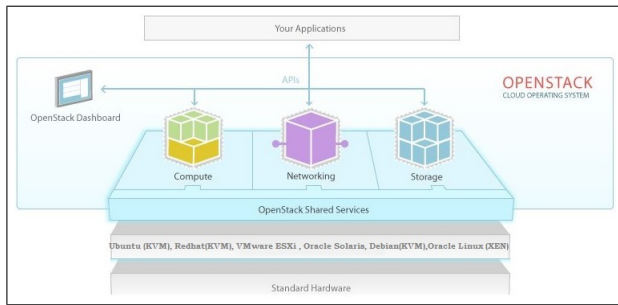 Your Applications
APIs
OPENSTACK
CLOUD OPERATING SYSTEM
OpenStack Dashboard
Compute
Networking
Storage
OpenStack Shared Services
Ubuntu (KVM), Redhat(KVM), VMware ESXi , Oracle Solaris, Debian(KVM),Oracle Linux (XEN)
Standard Hardware